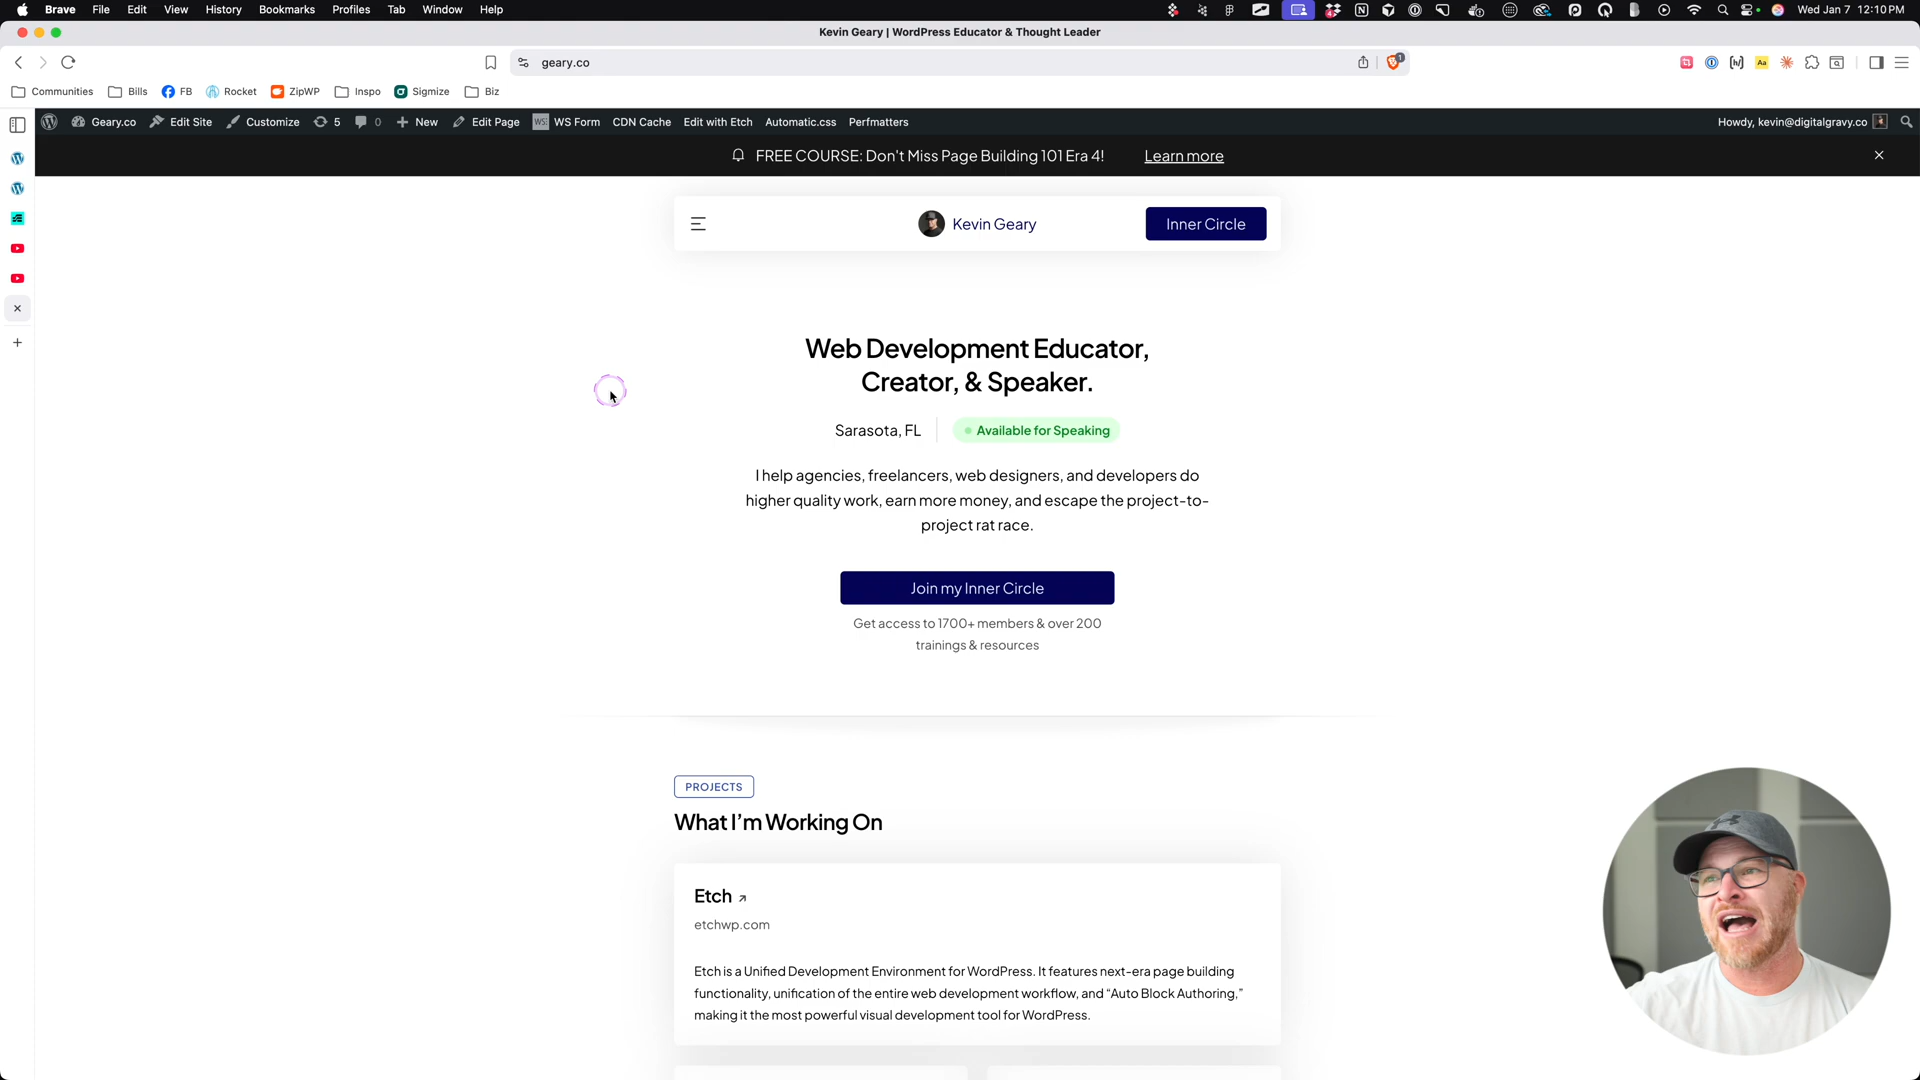 Brave File Edit View History Bookmarks Profiles Tab Window Help Wed Jan 7 12:10 PM
Kevin Geary | WordPress Educator & Thought Leader
geary.co 1
Communities Bills FB Rocket ZipWP Inspo Sigmize Biz
Geary.co Edit Site Customize 5 0 New Edit Page WS Form CDN Cache Edit with Etch Automatic.css Perfmatters Howdy, kevin@digitalgravy.co
FREE COURSE: Don't Miss Page Building 101 Era 4! Learn more
Kevin Geary Inner Circle
Web Development Educator,
Creator, & Speaker.
Sarasota, FL Available for Speaking
I help agencies, freelancers, web designers, and developers do
higher quality work, earn more money, and escape the project-to-
project rat race.
Join my Inner Circle
Get access to 1700+ members & over 200
trainings & resources
PROJECTS
What I’m Working On
Etch
etchwp.com
Etch is a Unified Development Environment for WordPress. It features next-era page building
functionality, unification of the entire web development workflow, and “Auto Block Authoring,”
making it the most powerful visual development tool for WordPress.